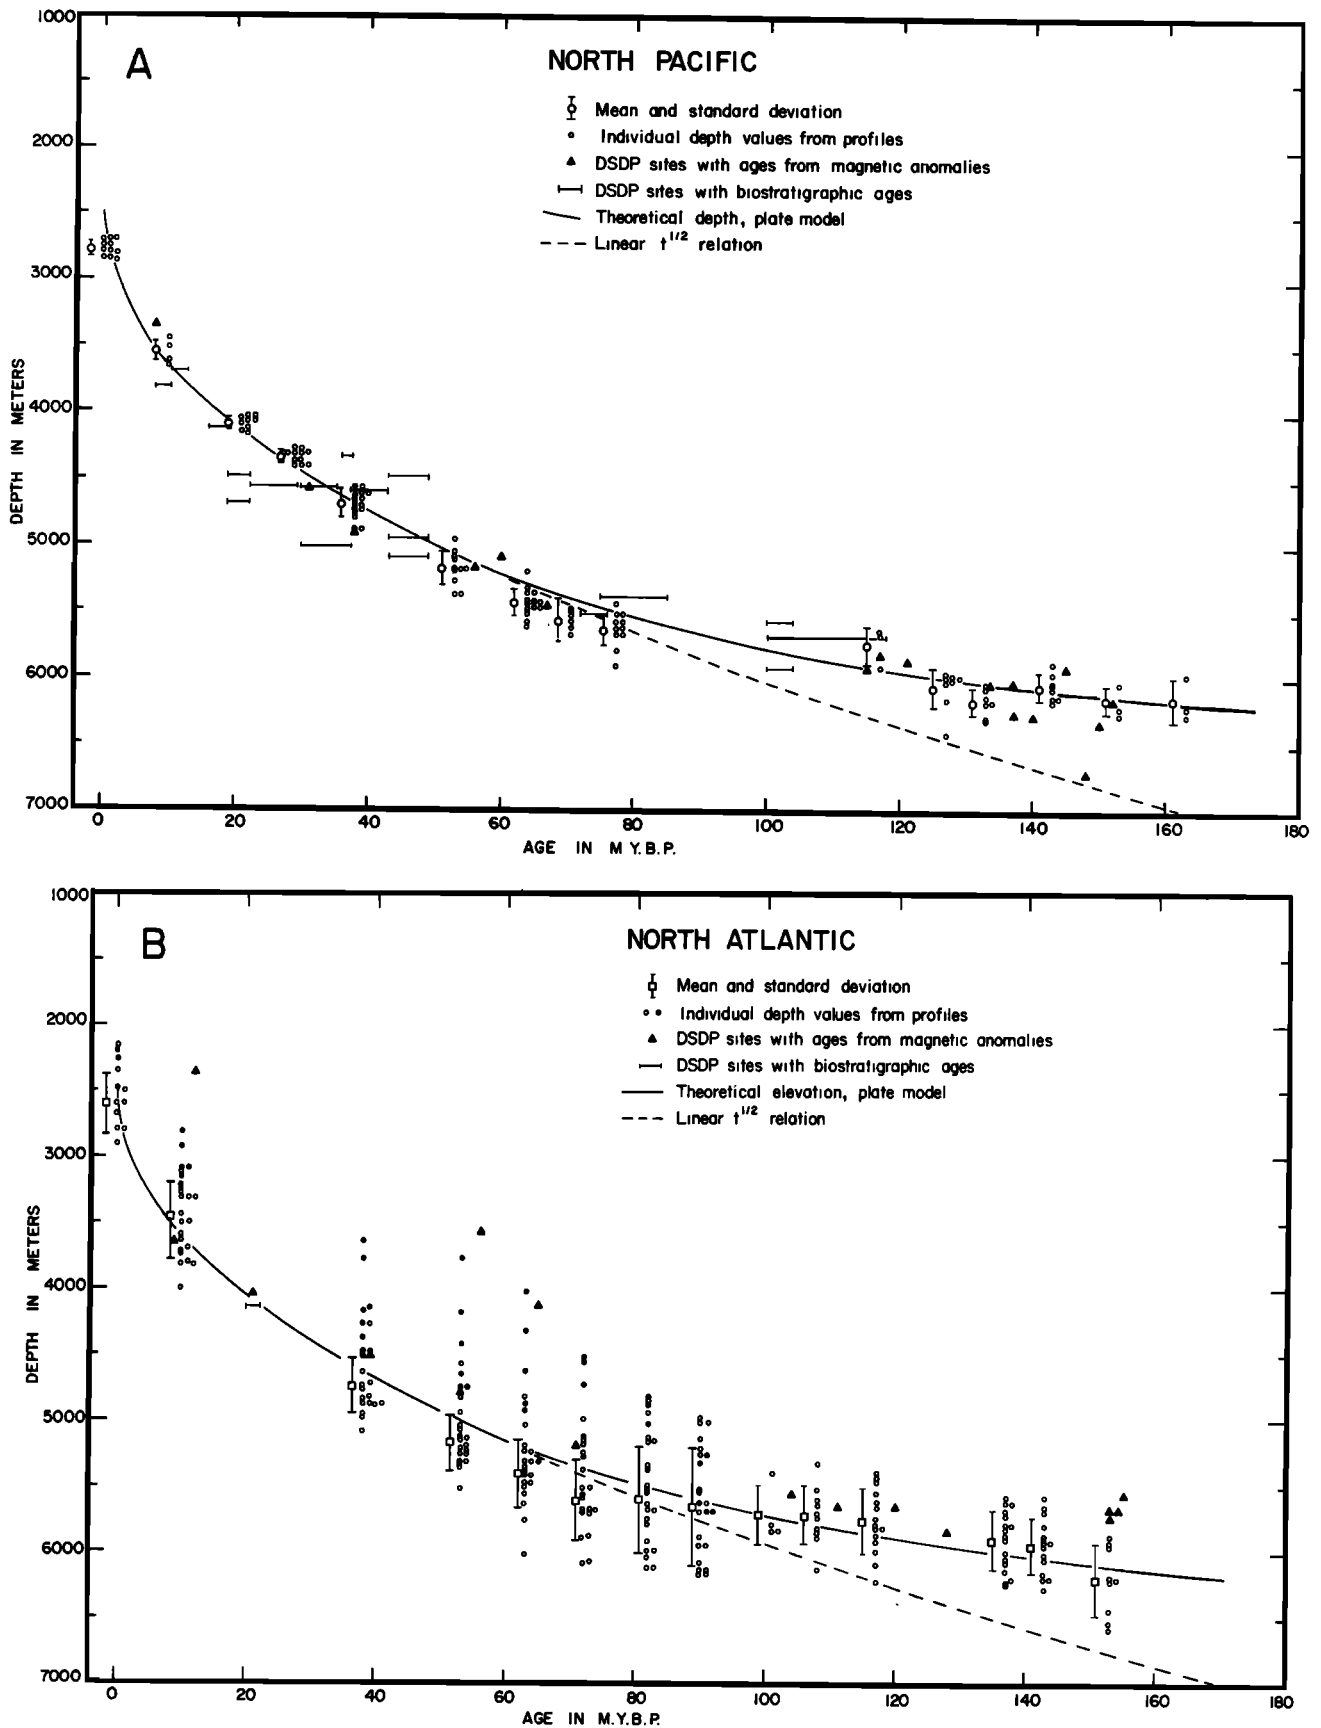 A
NORTH PACIFIC
Mean and standard deviation
Individual depth values from profiles
DSDP sites with ages from magnetic anomalies
DSDP sites with biostratigraphic ages
Theoretical depth, plate model
Linear t^1/2 relation
DEPTH IN METERS
1000
2000
3000
4000
5000
6000
7000
0 20 40 60 80 100 120 140 160 180
AGE IN M.Y.B.P.
B
NORTH ATLANTIC
Mean and standard deviation
Individual depth values from profiles
DSDP sites with ages from magnetic anomalies
DSDP sites with biostratigraphic ages
Theoretical elevation, plate model
Linear t^1/2 relation
DEPTH IN METERS
1000
2000
3000
4000
5000
6000
7000
0 20 40 60 80 100 120 140 160 180
AGE IN M.Y.B.P.